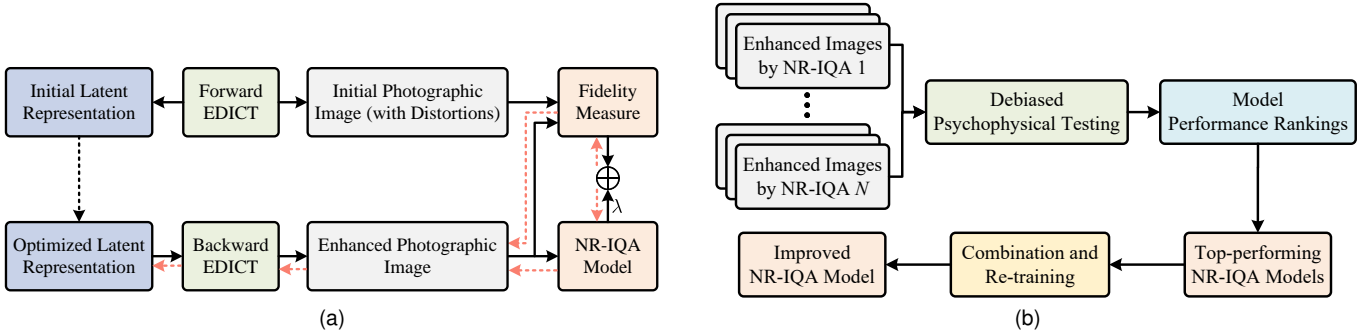 Initial Latent
Representation
Forward
EDICT
Initial Photographic
Image (with Distortions)
Fidelity
Measure
λ
Optimized Latent
Representation
Backward
EDICT
Enhanced Photographic
Image
NR-IQA
Model
(a)
Enhanced Images
by NR-IQA 1
Enhanced Images
by NR-IQA N
Debiased
Psychophysical Testing
Model
Performance Rankings
Improved
NR-IQA Model
Combination and
Re-training
Top-performing
NR-IQA Models
(b)